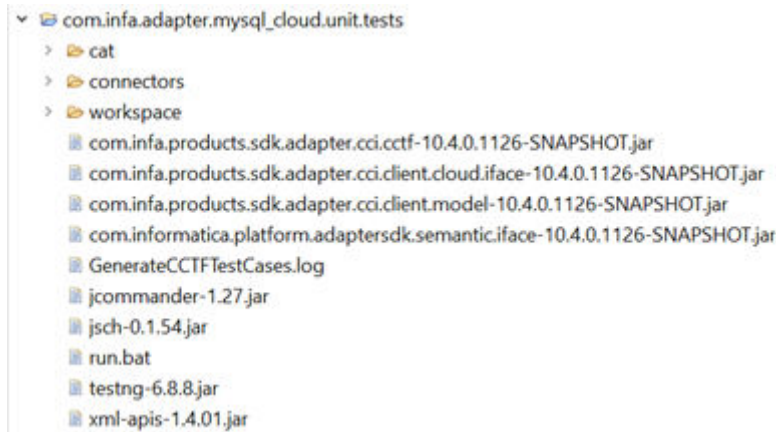 com.infa.adapter.mysql_cloud.unit.tests
cat
connectors
workspace
com.infa.products.sdk.adapter.cci.cctf-10.4.0.1126-SNAPSHOT.jar
com.infa.products.sdk.adapter.cci.client.cloud.iface-10.4.0.1126-SNAPSHOT.jar
com.infa.products.sdk.adapter.cci.client.model-10.4.0.1126-SNAPSHOT.jar
com.informatica.platform.adaptersdk.semantic.iface-10.4.0.1126-SNAPSHOT.jar
GenerateCCTFTestCases.log
jcommander-1.27.jar
jsch-0.1.54.jar
run.bat
testng-6.8.8.jar
xml-apis-1.4.01.jar